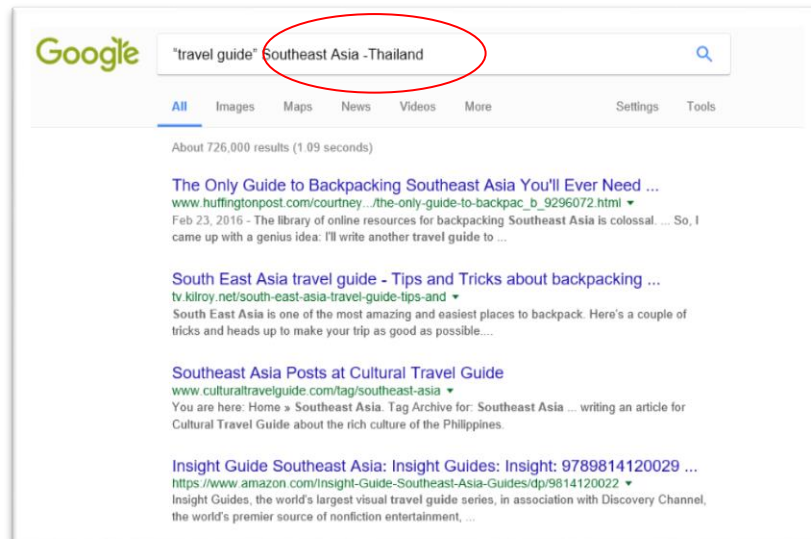 Google
"travel guide" Southeast Asia -Thailand
All Images Maps News Videos More Settings Tools
About 726,000 results (1.09 seconds)
The Only Guide to Backpacking Southeast Asia You'll Ever Need ...
www.huffingtonpost.com/courtney.../the-only-guide-to-backpac_b_9296072.html
Feb 23, 2016 - The library of online resources for backpacking Southeast Asia is colossal. ... So, I
came up with a genius idea: I'll write another travel guide to ...
South East Asia travel guide - Tips and Tricks about backpacking ...
tv.kilroy.net/south-east-asia-travel-guide-tips-and
South East Asia is one of the most amazing and easiest places to backpack. Here's a couple of
tricks and heads up to make your trip as good as possible....
Southeast Asia Posts at Cultural Travel Guide
www.culturaltravelguide.com/tag/southeast-asia
You are here: Home » Southeast Asia. Tag Archive for: Southeast Asia ... writing an article for
Cultural Travel Guide about the rich culture of the Philippines.
Insight Guide Southeast Asia: Insight Guides: Insight: 9789814120029 ...
https://www.amazon.com/Insight-Guide-Southeast-Asia-Guides/dp/9814120022
Insight Guides, the world's largest visual travel guide series, in association with Discovery Channel,
the world's premier source of nonfiction entertainment, ...